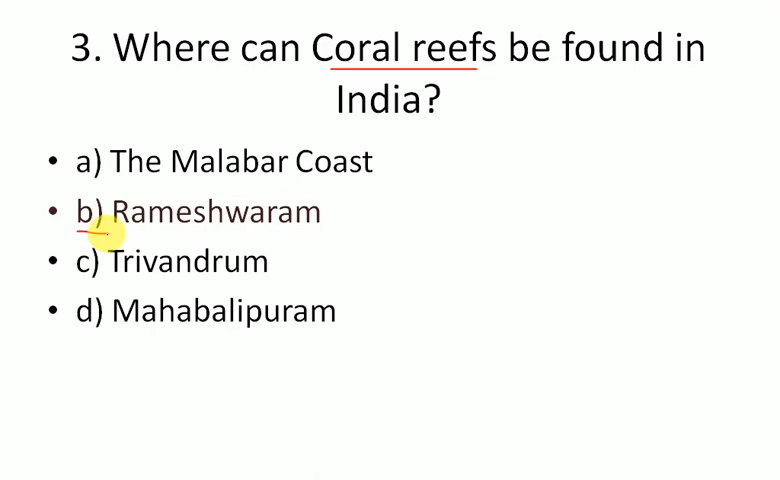 3. Where can Coral reefs be found in
India?
• a) The Malabar Coast
• b) Rameshwaram
• c) Trivandrum
• d) Mahabalipuram